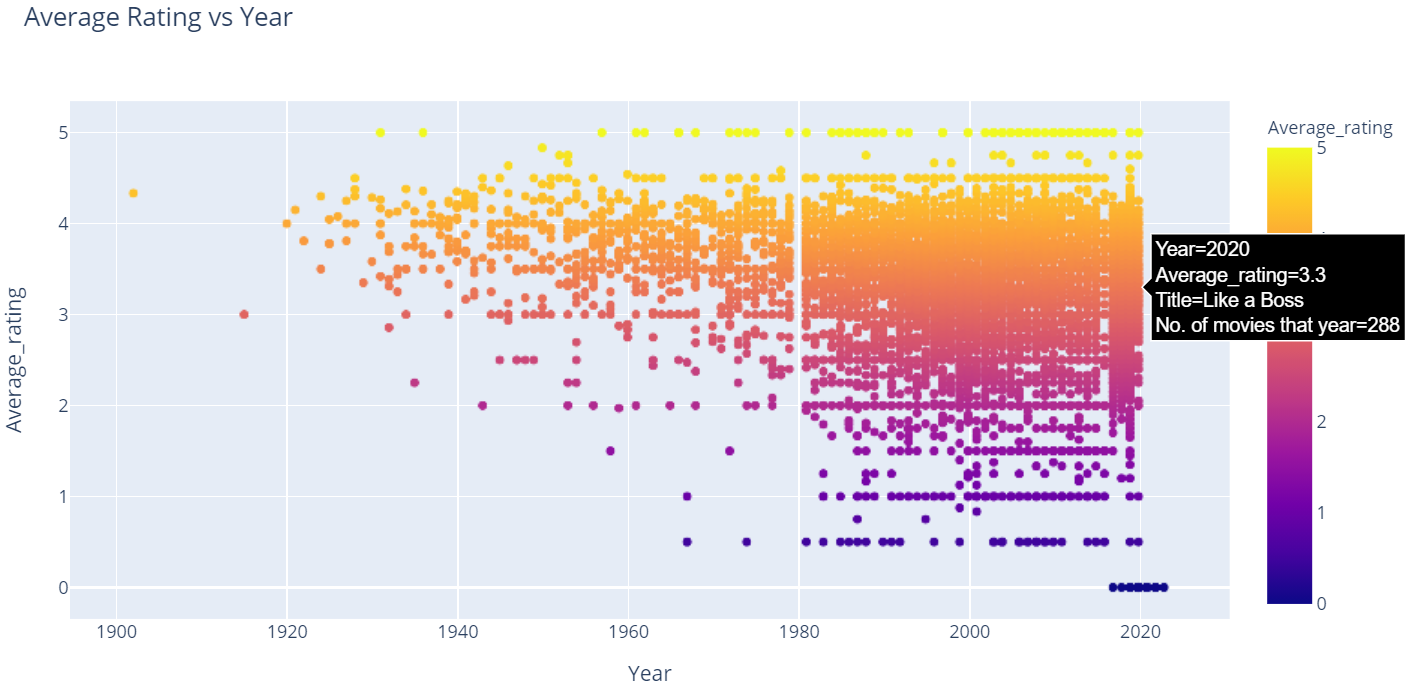 Average Rating vs Year
Average_rating
5
4
3
2
1
0
1900
1920
1940
1960
1980
2000
2020
Year
Average_rating
5
2
1
0
Year=2020
Average_rating=3.3
Title=Like a Boss
No. of movies that year=288